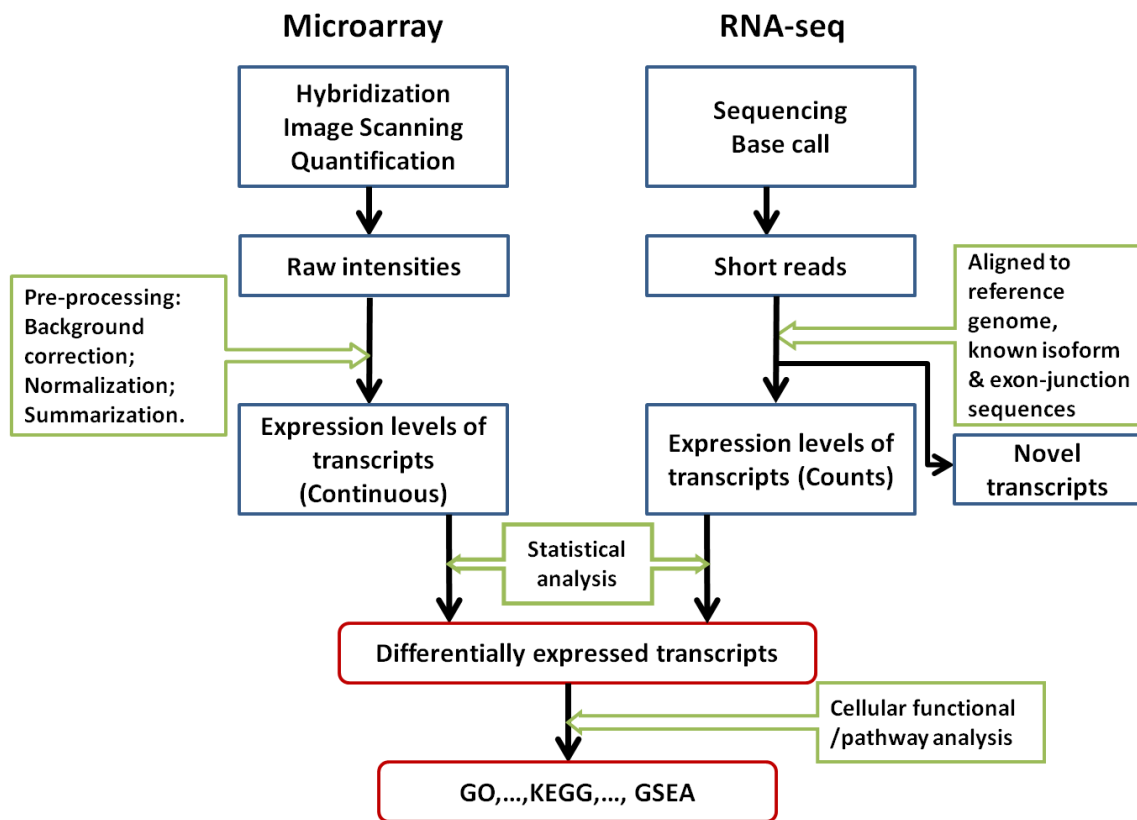 Microarray
RNA-seq
Hybridization
Image Scanning
Quantification
Sequencing
Base call
Raw intensities
Short reads
Pre-processing:
Background
correction;
Normalization;
Summarization.
Aligned to
reference
genome,
known isoform
& exon-junction
sequences
Expression levels of
transcripts
(Continuous)
Expression levels of
transcripts (Counts)
Novel
transcripts
Statistical
analysis
Differentially expressed transcripts
Cellular functional
/pathway analysis
GO,...,KEGG,..., GSEA